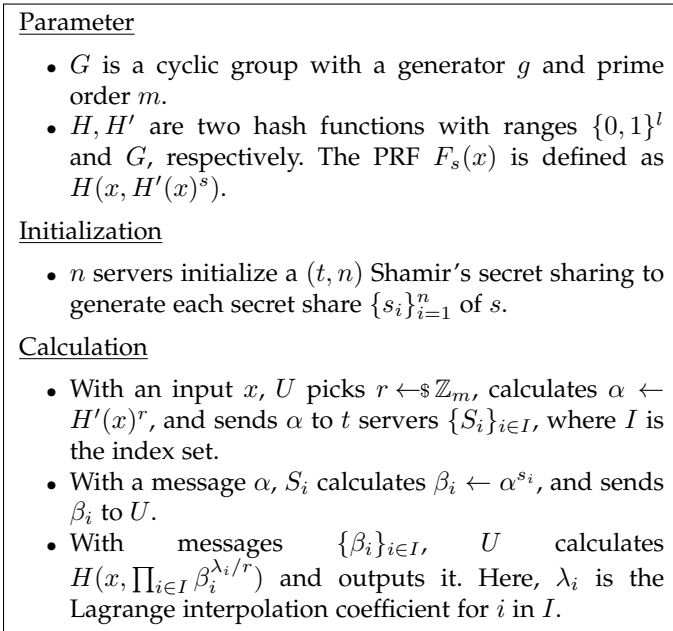 Parameter
• G is a cyclic group with a generator g and prime
order m.
• H, H′ are two hash functions with ranges {0, 1}^l
and G, respectively. The PRF F_s(x) is defined as
H(x, H′(x)^s).
Initialization
• n servers initialize a (t, n) Shamir's secret sharing to
generate each secret share {s_i}_{i=1}^n of s.
Calculation
• With an input x, U picks r ←$ ℤ_m, calculates α ←
H′(x)^r, and sends α to t servers {S_i}_{i∈I}, where I is
the index set.
• With a message α, S_i calculates β_i ← α^{s_i}, and sends
β_i to U.
• With messages {β_i}_{i∈I}, U calculates
H(x, ∏_{i∈I} β_i^{λ_i/r}) and outputs it. Here, λ_i is the
Lagrange interpolation coefficient for i in I.